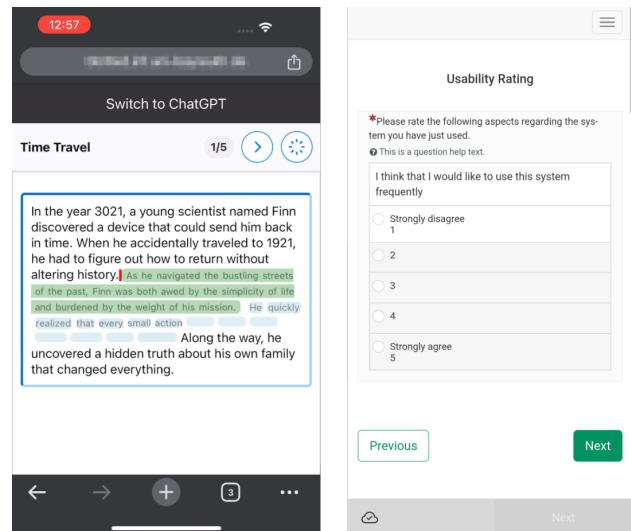 12:57
Switch to ChatGPT
Time Travel
1/5
In the year 3021, a young scientist named Finn
discovered a device that could send him back
in time. When he accidentally traveled to 1921,
he had to figure out how to return without
altering history. As he navigated the bustling streets
of the past, Finn was both awed by the simplicity of life
and burdened by the weight of his mission. He quickly
realized that every small action
Along the way, he
uncovered a hidden truth about his own family
that changed everything.
3
Usability Rating
*Please rate the following aspects regarding the sys-
tem you have just used.
This is a question help text.
I think that I would like to use this system
frequently
Strongly disagree
1
2
3
4
Strongly agree
5
Previous
Next
Next